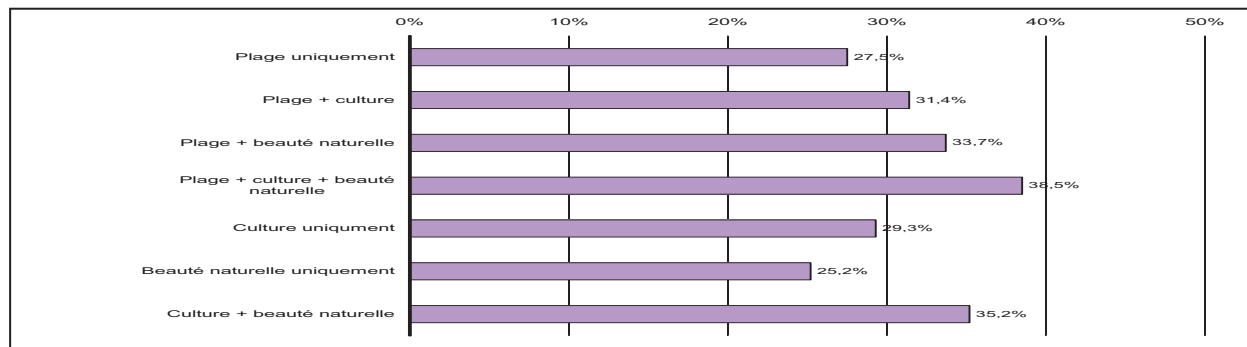 0% 10% 20% 30% 40% 50%
Plage uniquement 27,5%
Plage + culture 31,4%
Plage + beauté naturelle 33,7%
Plage + culture + beauté
naturelle 38,5%
Culture uniqument 29,3%
Beauté naturelle uniquement 25,2%
Culture + beauté naturelle 35,2%